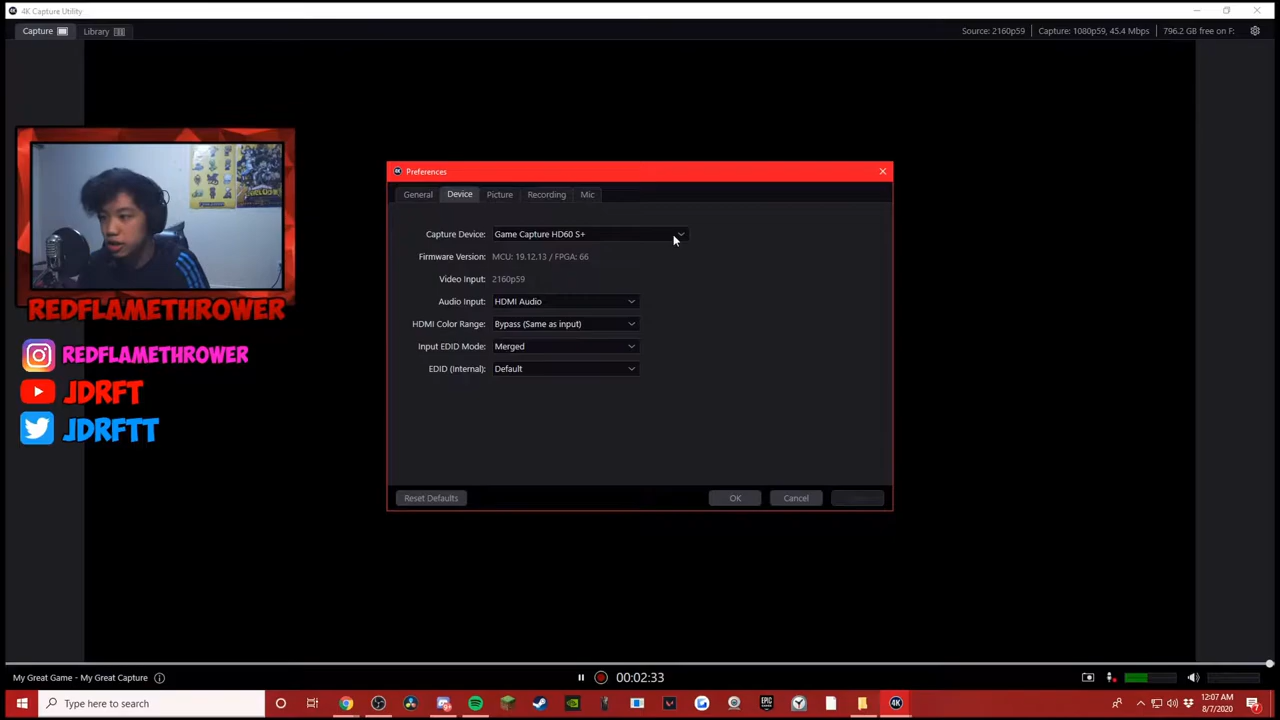 4K Capture Utility
Capture
Library
Source: 2160p59
Capture: 1080p59, 45.4 Mbps
796.2 GB free on F:
Preferences
General
Device
Picture
Recording
Mic
Capture Device: Game Capture HD60 S+
Firmware Version: MCU: 19.12.13 / FPGA: 66
Video Input: 2160p59
Audio Input: HDMI Audio
HDMI Color Range: Bypass (Same as input)
Input EDID Mode: Merged
EDID (Internal): Default
Reset Defaults
OK
Cancel
REDFLAMETHROWER
REDFLAMETHROWER
JDRFT
JDRFTT
My Great Game - My Great Capture
00:02:33
Type here to search
4K
12:07 AM
8/7/2020